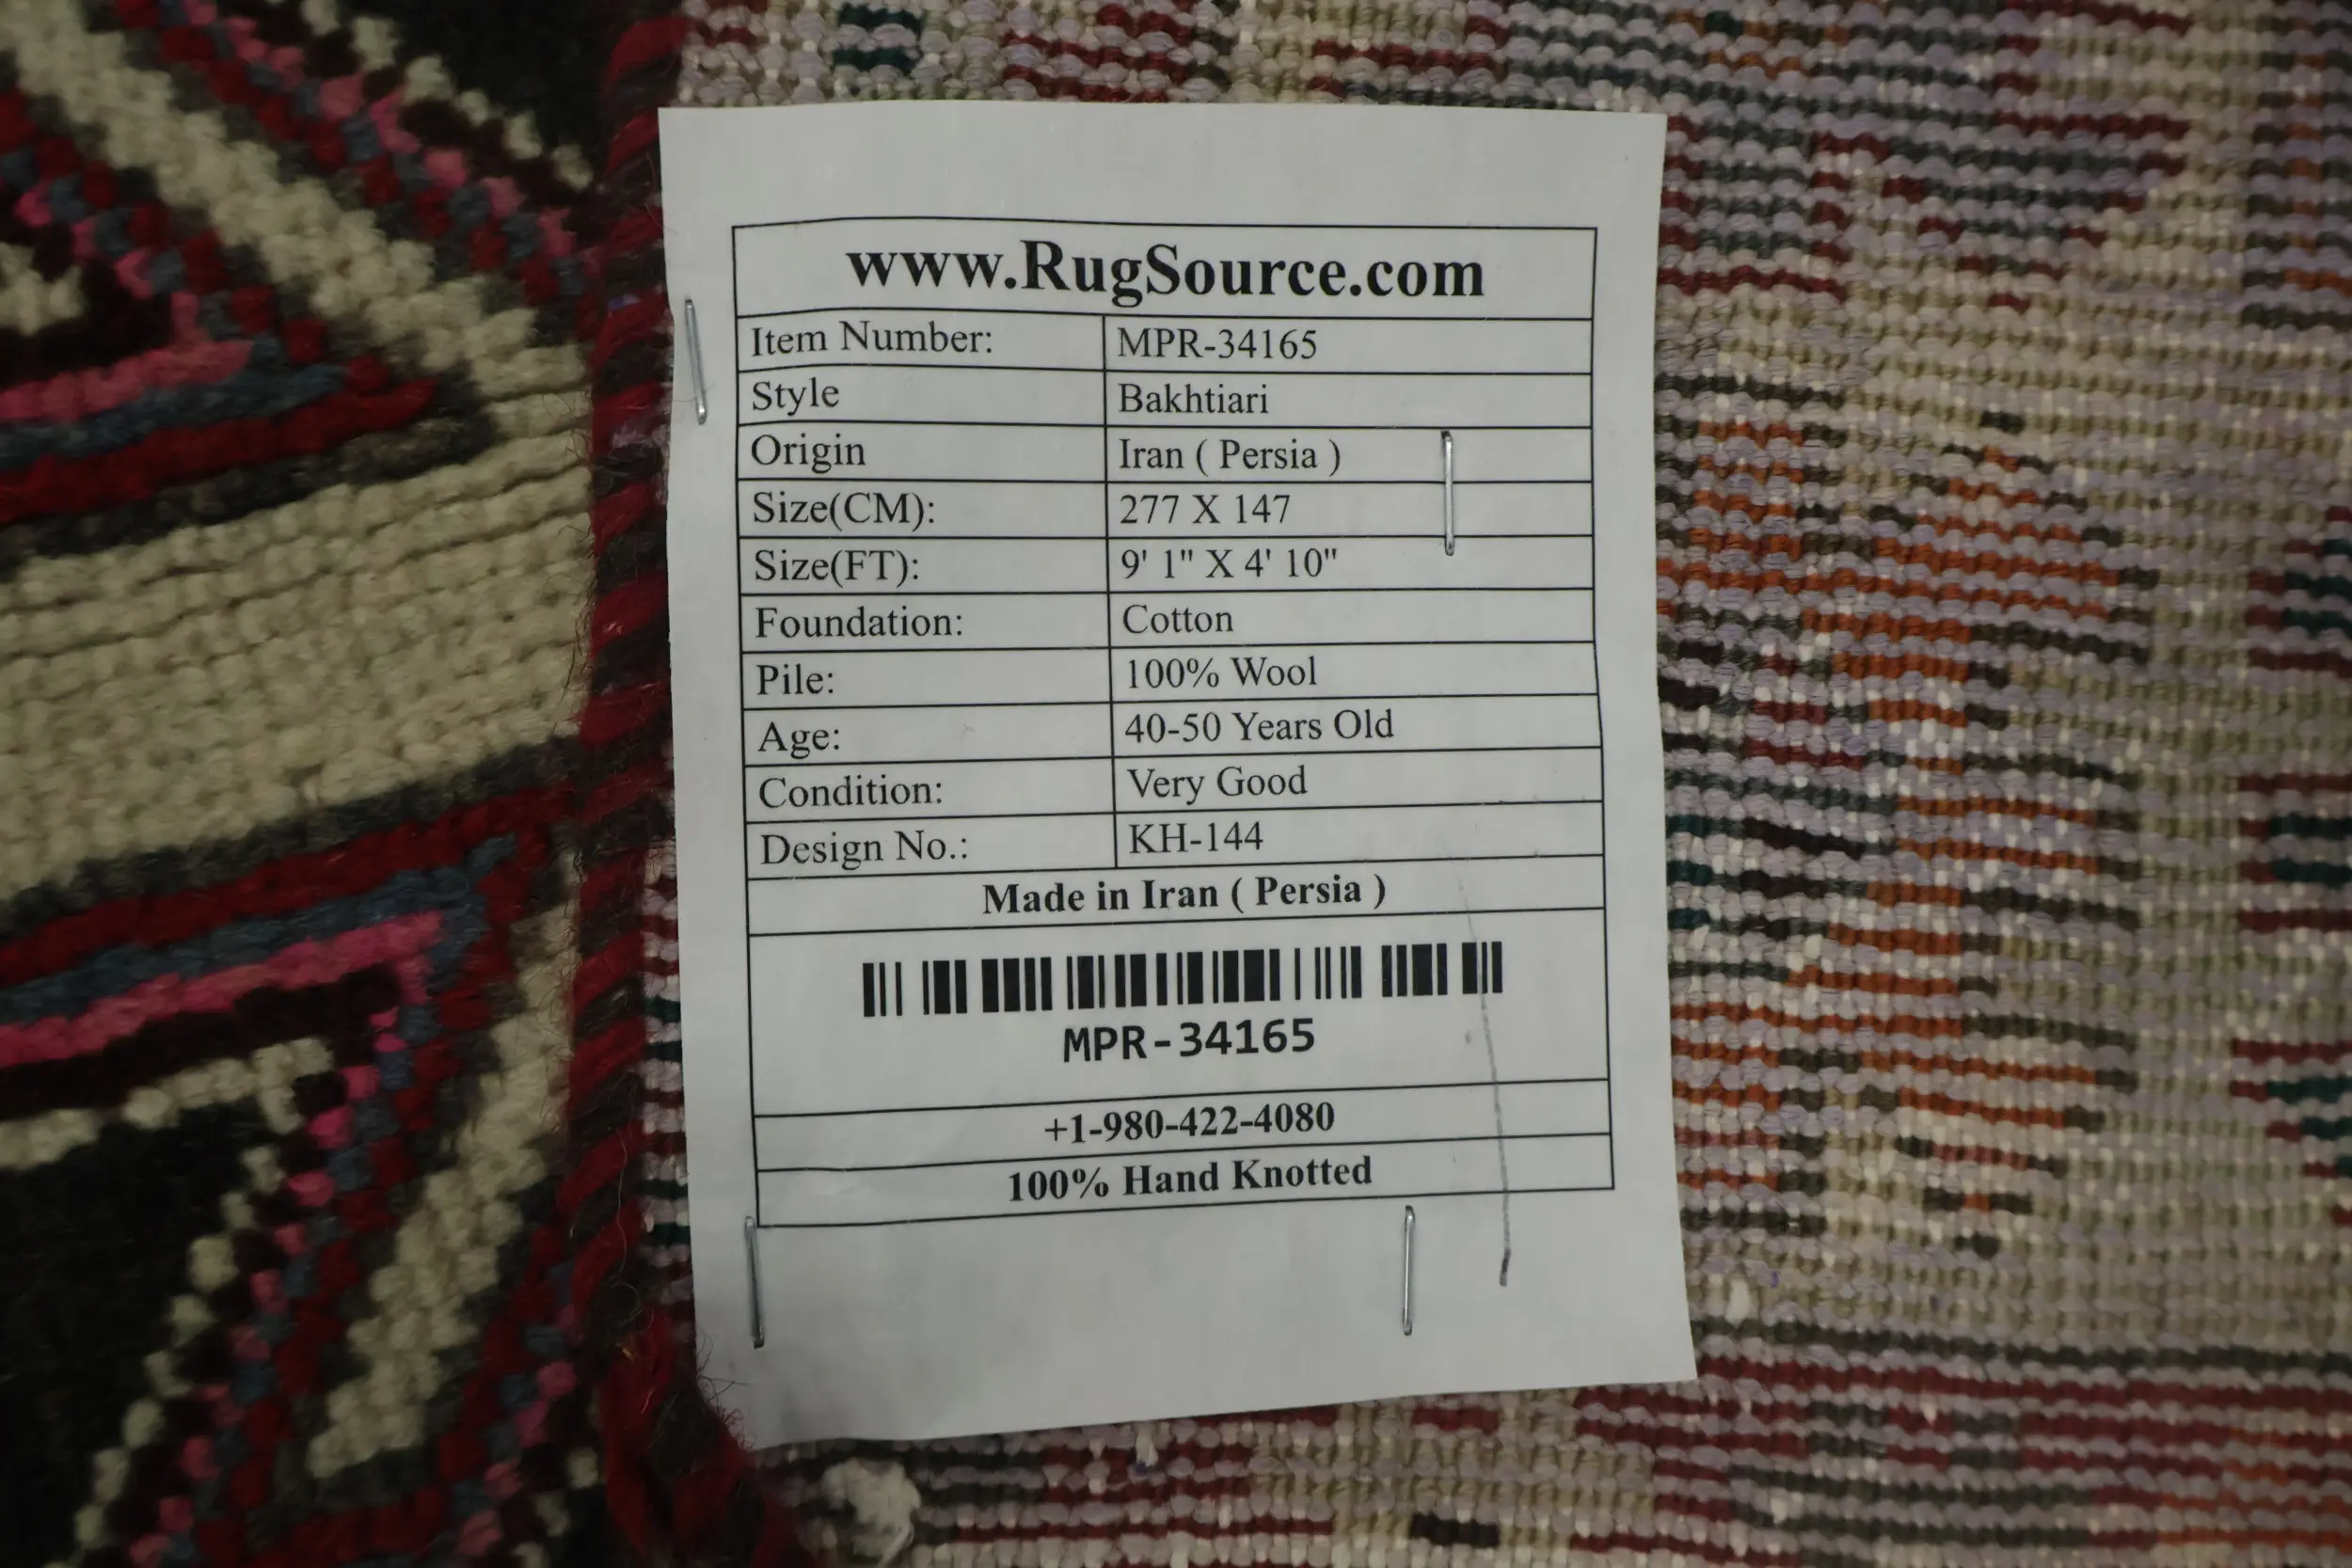 www.RugSource.com
Item Number: MPR-34165
Style Bakhtiari
Origin Iran ( Persia )
Size(CM): 277 X 147
Size(FT): 9' 1" X 4' 10"
Foundation: Cotton
Pile: 100% Wool
Age: 40-50 Years Old
Condition: Very Good
Design No.: KH-144
Made in Iran ( Persia )
MPR-34165
+1-980-422-4080
100% Hand Knotted